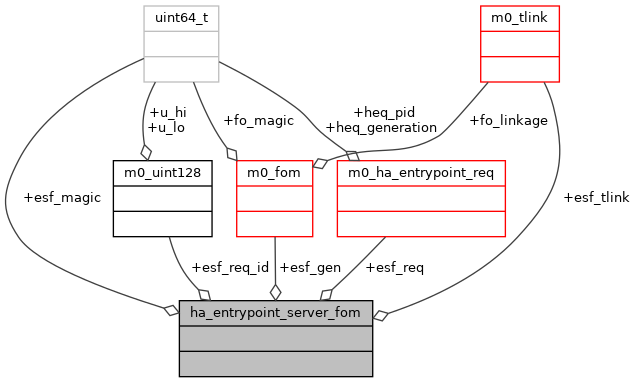 uint64_t
m0_tlink
+u_hi
+u_lo
+fo_magic
+heq_pid
+heq_generation
+fo_linkage
m0_uint128
m0_fom
m0_ha_entrypoint_req
+esf_magic
+esf_tlink
+esf_req_id
+esf_gen
+esf_req
ha_entrypoint_server_fom